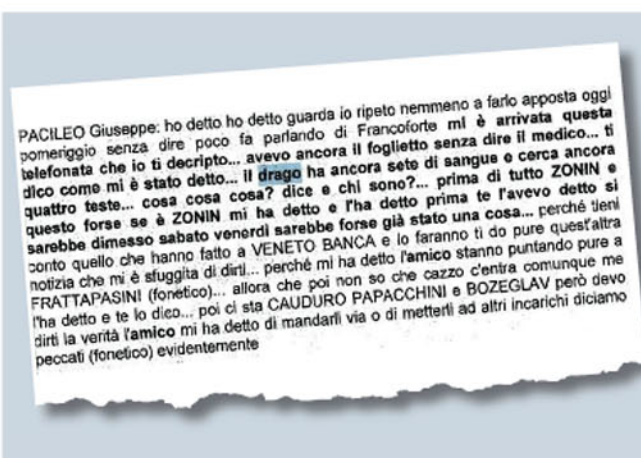 PACILEO Giuseppe: ho detto ho detto guarda io ripeto nemmeno a farlo apposta oggi
pomeriggio senza dire poco fa parlando di Francoforte mI è arrivata questa
telefonata che io ti decripto... avevo ancora il foglietto senza dire il medico... ti
dico come mi è stato detto... il drago ha ancora sete di sangue e cerca ancora
quattro teste... cosa cosa cosa? dice e chi sono?... prima di tutto ZONIN e
questo forse se è ZONIN mi ha detto e l'ha detto prima te l'avevo detto si
sarebbe dimesso sabato venerdi sarebbe forse già stato una cosa... perché tieni
conto quello che hanno fatto a VENETO BANCA e lo faranno ti do pure quest'altra
notizia che mi è sfuggita di dirti... perché mi ha detto l'amico stanno puntando pure a
FRATTAPASINI (fonetico)... allora che poi non so che cazzo c'entra comunque me
l'ha detto e te lo dico... poi ci sta CAUDURO PAPACCHINI e BOZEGLAV però devo
dirti la verità l'amico mi ha detto di mandarli via o di metterli ad altri incarichi diciamo
peccati (fonetico) evidentemente